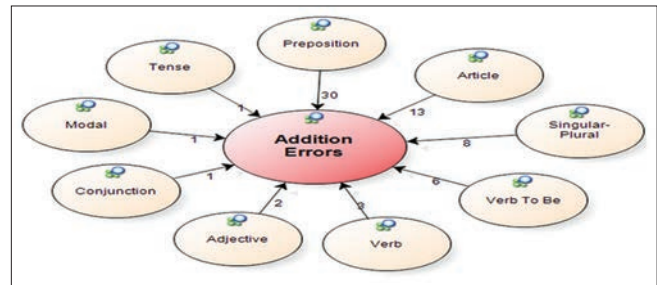 Preposition
Tense
Article
1
30
13
Modal
1
Addition
Errors
8
Singular-
Plural
Conjunction
1
6
Verb To Be
2
Adjective
Verb